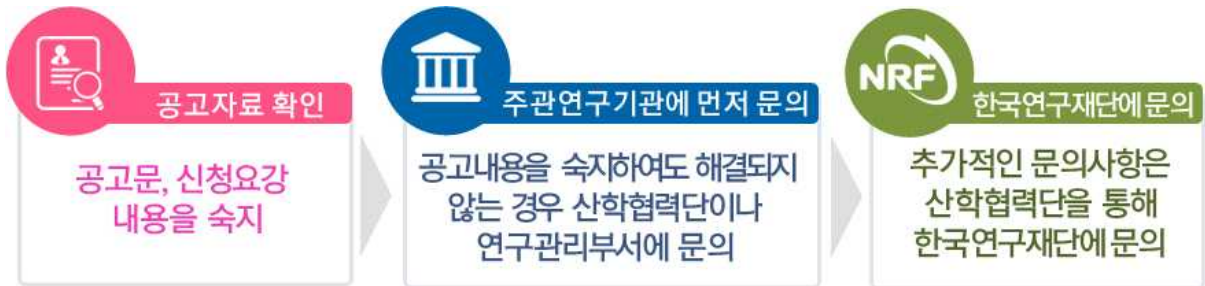 공고자료 확인
공고문, 신청요강
내용을 숙지
주관연구기관에 먼저 문의
공고내용을 숙지하여도 해결되지
않는 경우 산학협력단이나
연구관리부서에 문의
NRF
한국연구재단에 문의
추가적인 문의사항은
산학협력단을 통해
한국연구재단에 문의